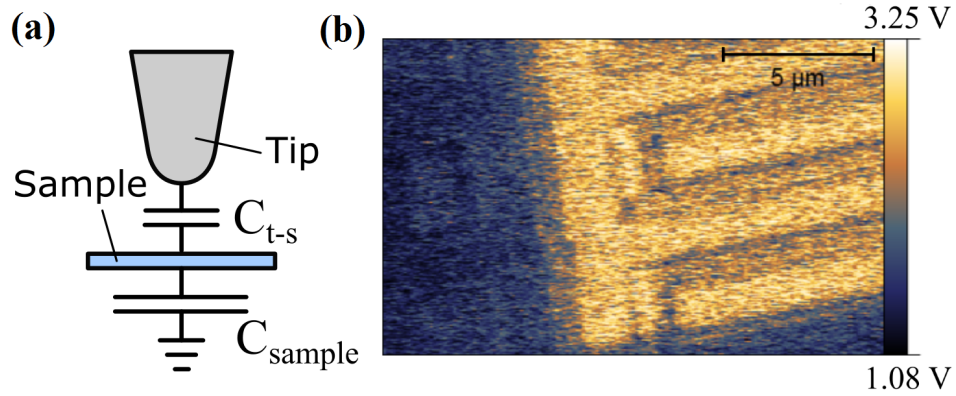 (a)
Tip
Sample
Ct-s
Csample
(b)
5 μm
3.25 V
1.08 V